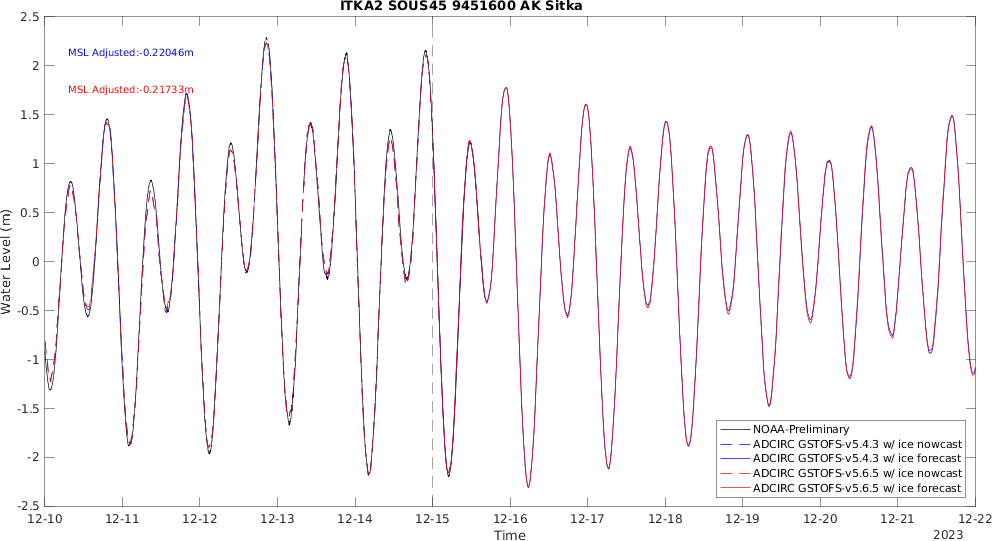 ITKA2 SOUS45 9451600 AK Sitka
MSL Adjusted:-0.22046m
MSL Adjusted:-0.21733m
Water Level (m)
2.5
2
1.5
1
0.5
0
-0.5
-1
-1.5
-2
-2.5
NOAA-Preliminary
ADCIRC GSTOFS-v5.4.3 w/ ice nowcast
ADCIRC GSTOFS-v5.4.3 w/ ice forecast
ADCIRC GSTOFS-v5.6.5 w/ ice nowcast
ADCIRC GSTOFS-v5.6.5 w/ ice forecast
12-10 12-11 12-12 12-13 12-14 12-15 12-16 12-17 12-18 12-19 12-20 12-21 12-22
Time
2023